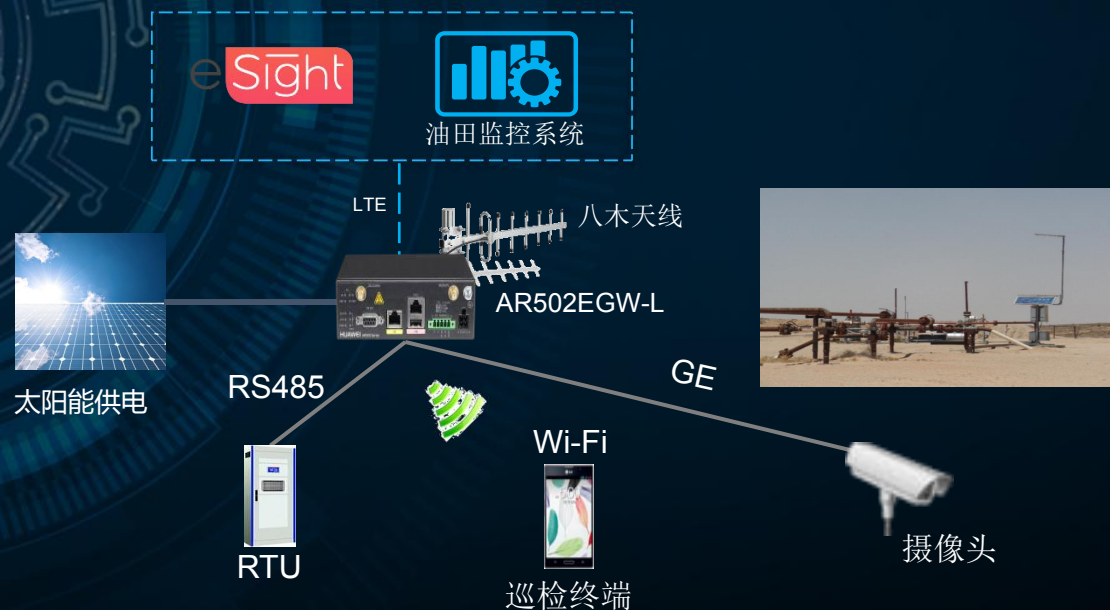 eSight
油田监控系统
LTE
八木天线
AR502EGW-L
HUAWEI
太阳能供电
RS485
GE
Wi-Fi
RTU
巡检终端
摄像头